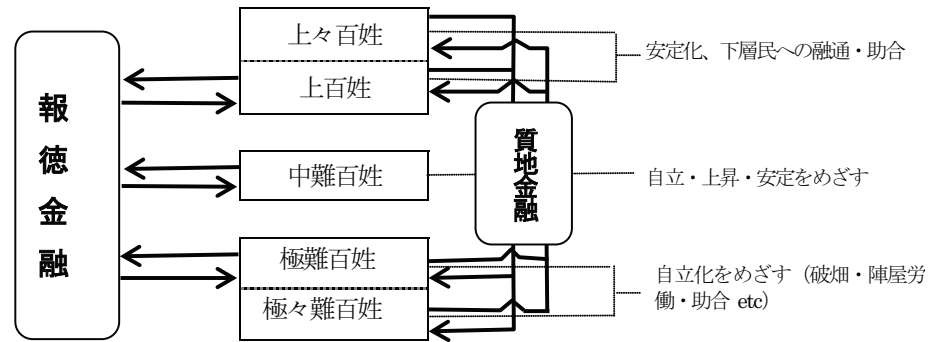 報徳金融
上々百姓
上百姓
中難百姓
極難百姓
極々難百姓
質地金融
安定化、下層民への融通・助合
自立・上昇・安定をめざす
自立化をめざす（破畑・陣屋労
働・助合 etc）